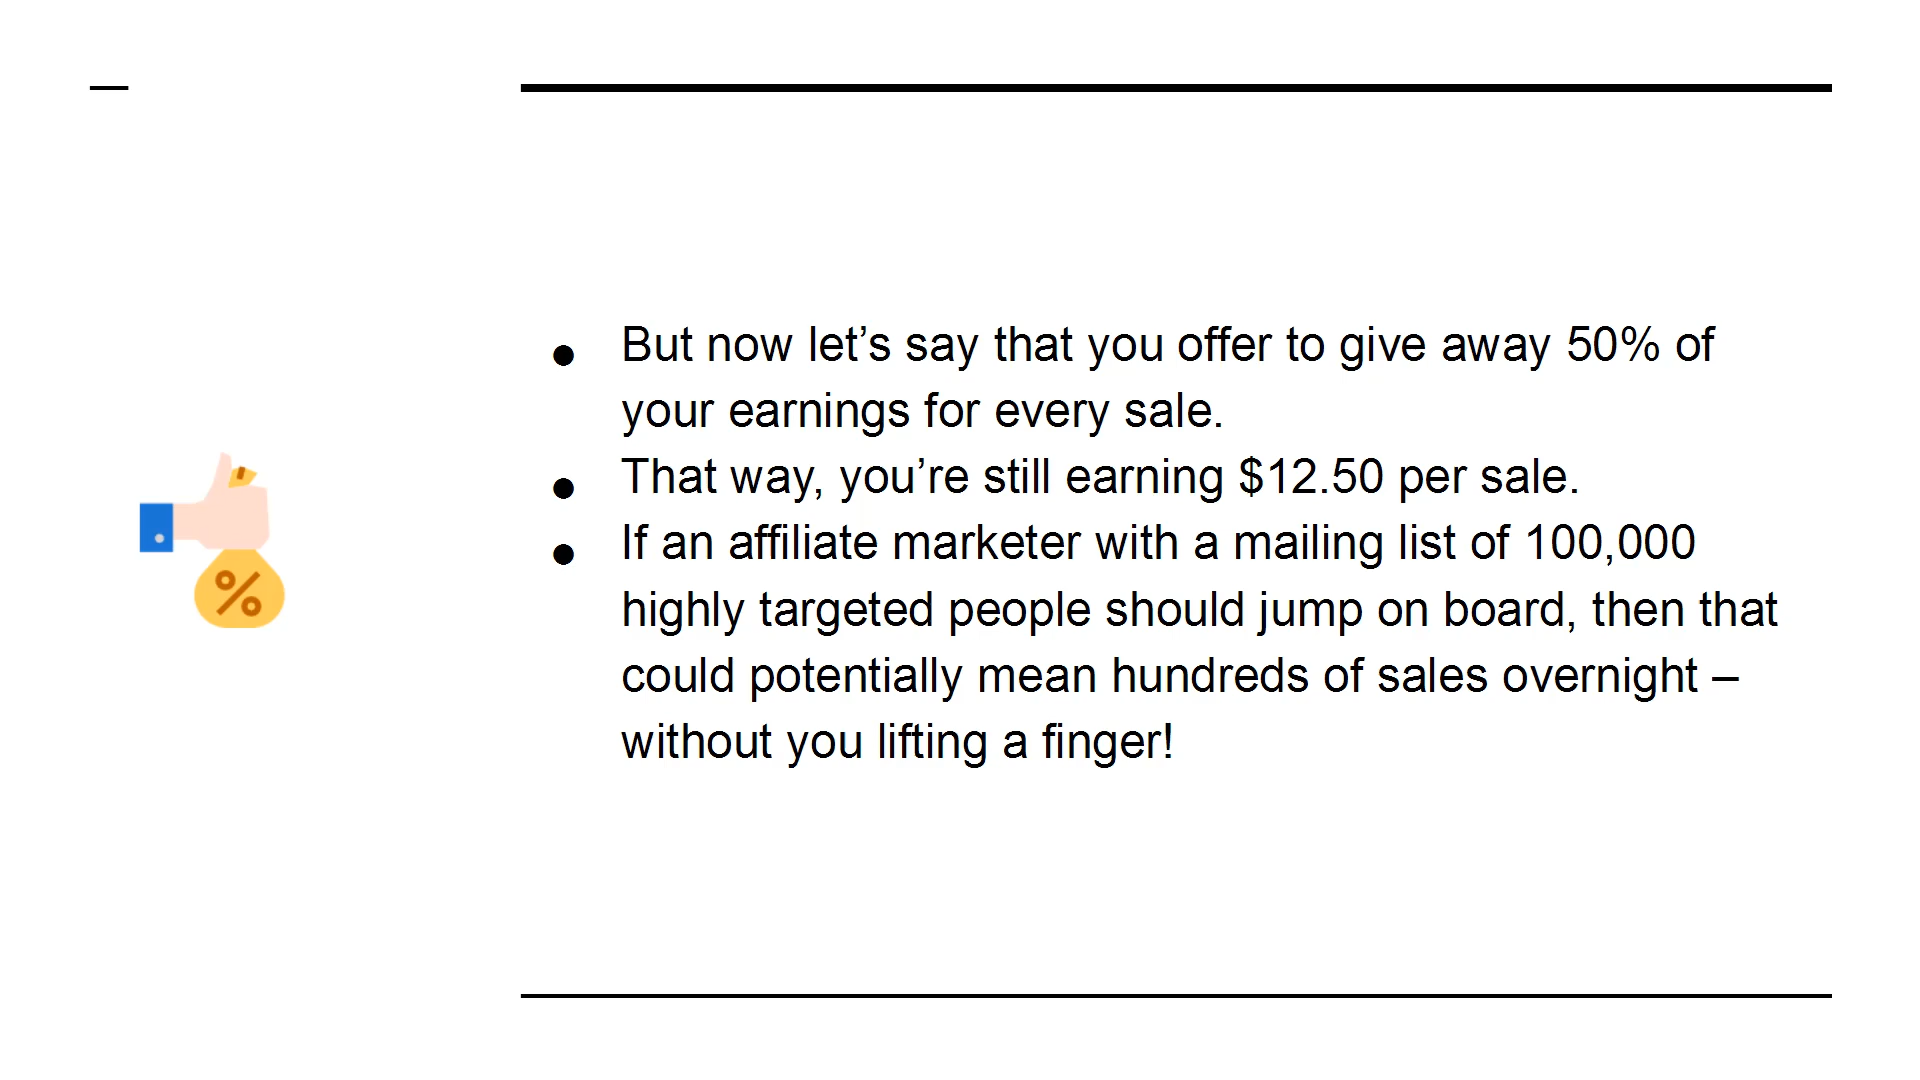 ● But now let’s say that you offer to give away 50% of
your earnings for every sale.
● That way, you’re still earning $12.50 per sale.
● If an affiliate marketer with a mailing list of 100,000
highly targeted people should jump on board, then that
could potentially mean hundreds of sales overnight –
without you lifting a finger!
%